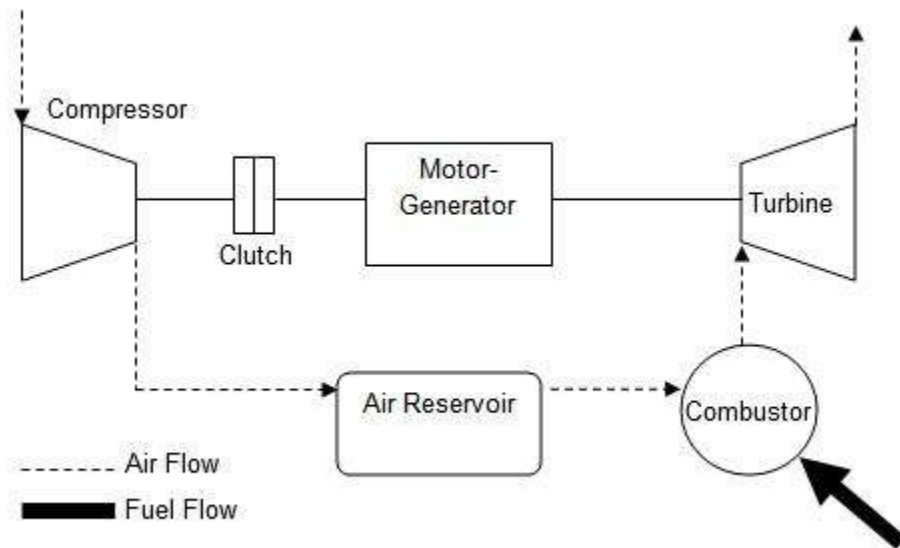 Compressor
Motor-
Generator
Turbine
Clutch
Air Reservoir
Combustor
Air Flow
Fuel Flow